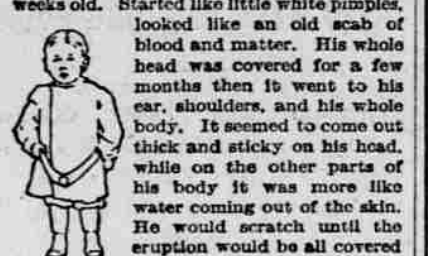 weeks old. Started like little white pimples,
looked like an old scab of
blood and matter. His whole
head was covered for a few
months then it went to his
ear, shoulders, and his whole
body. It seemed to come out
thick and sticky on his head,
while on the other parts of
his body it was more like
water coming out of the skin.
He would scratch until the
eruption would be all covered